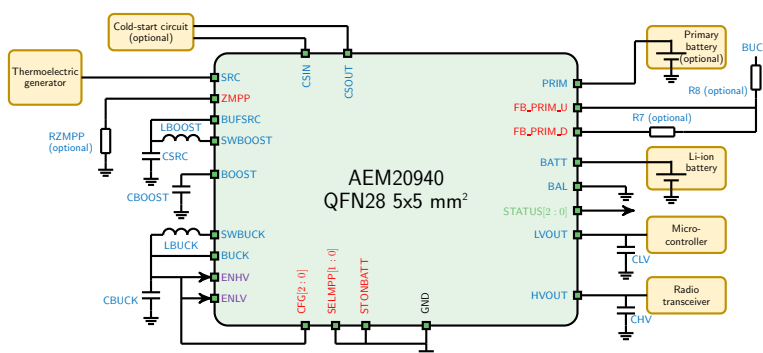 Cold-start circuit
(optional)
Thermoelectric
generator
Primary
battery
(optional)
BUC
R8 (optional)
R7 (optional)
Li-ion
battery
Micro-
controller
Radio
transceiver
CSIN
CSOUT
SRC
ZMPP
BUFSRC
SWBOOST
BOOST
SWBUCK
BUCK
ENHV
ENLV
RZMPP
(optional)
LBOOST
CSRC
CBOOST
LBUCK
CBUCK
AEM20940
QFN28 5x5 mm²
PRIM
FB_PRIM_U
FB_PRIM_D
BATT
BAL
STATUS[2 : 0]
LVOUT
HVOUT
CLV
CHV
CFG[2 : 0]
SELMPP[1 : 0]
STONBATT
GND